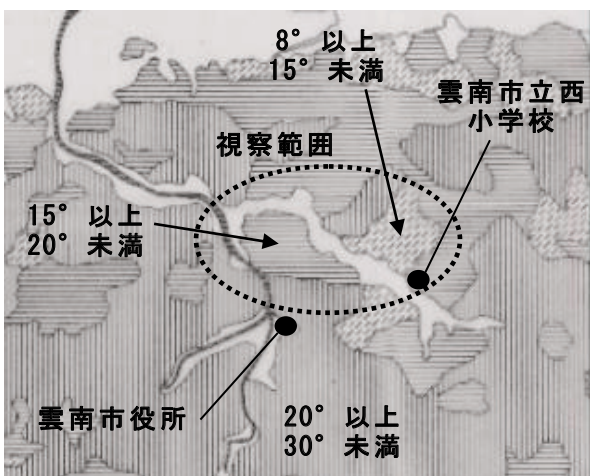 8° 以上
15° 未満
雲南市立西
小学校
視察範囲
15° 以上
20° 未満
雲南市役所
20° 以上
30° 未満